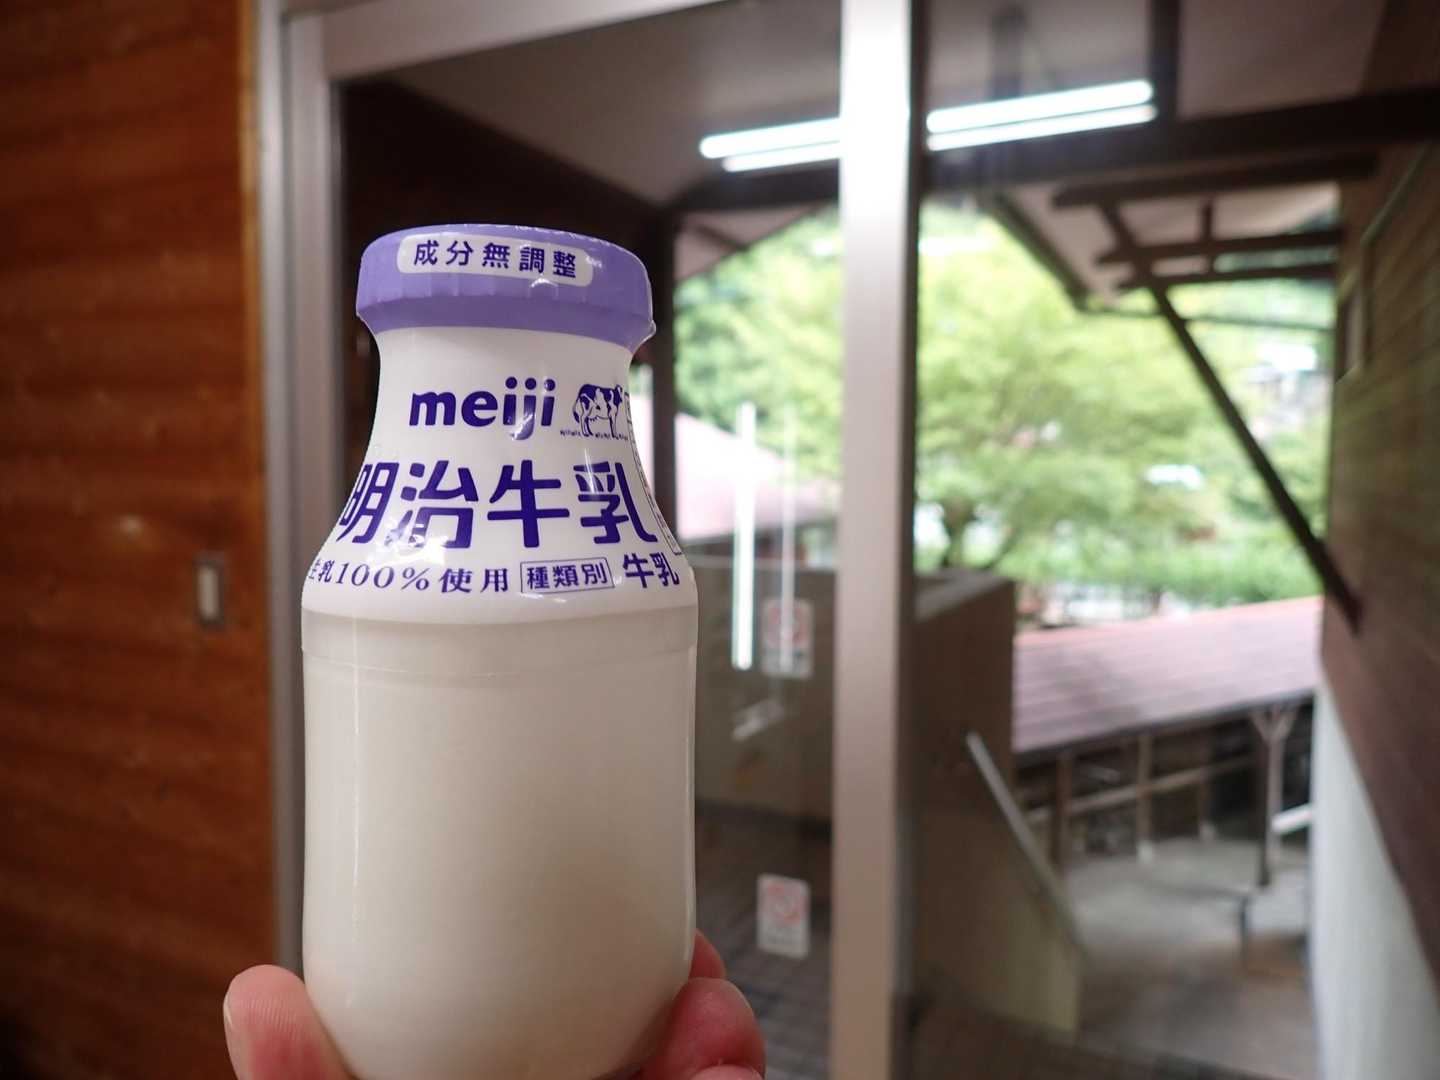 成分無調整
meiji
明治牛乳
生乳100%使用 種類別 牛乳